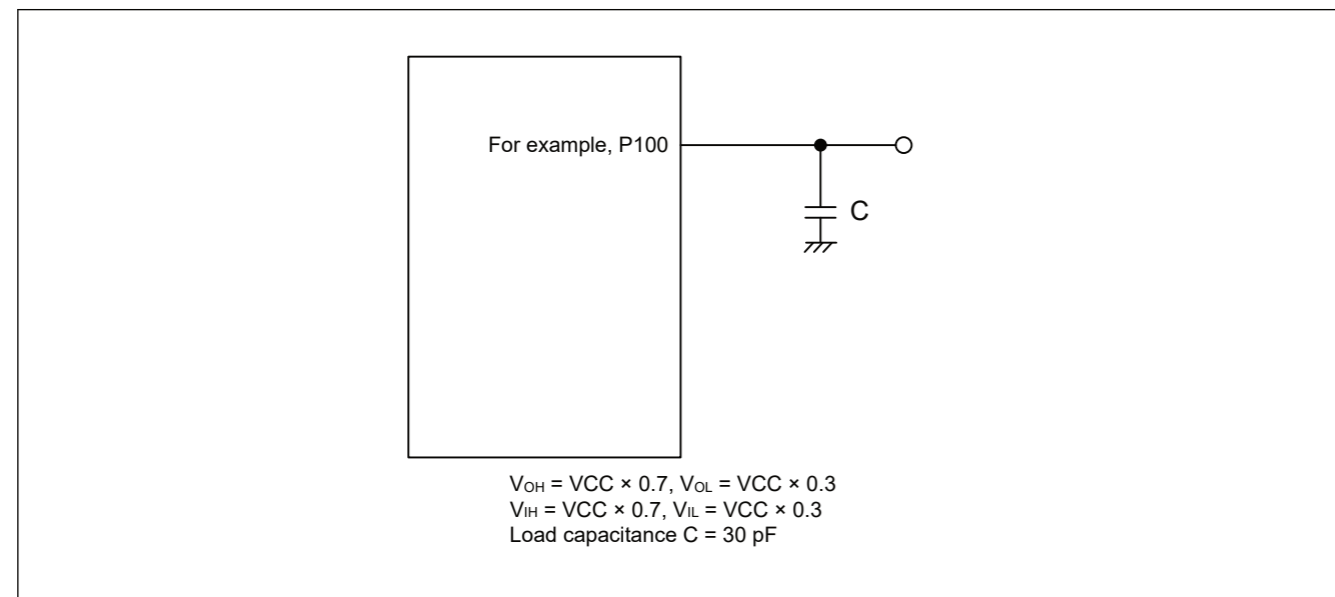 For example, P100
C
VOH = VCC × 0.7, VOL = VCC × 0.3
VIH = VCC × 0.7, VIL = VCC × 0.3
Load capacitance C = 30 pF